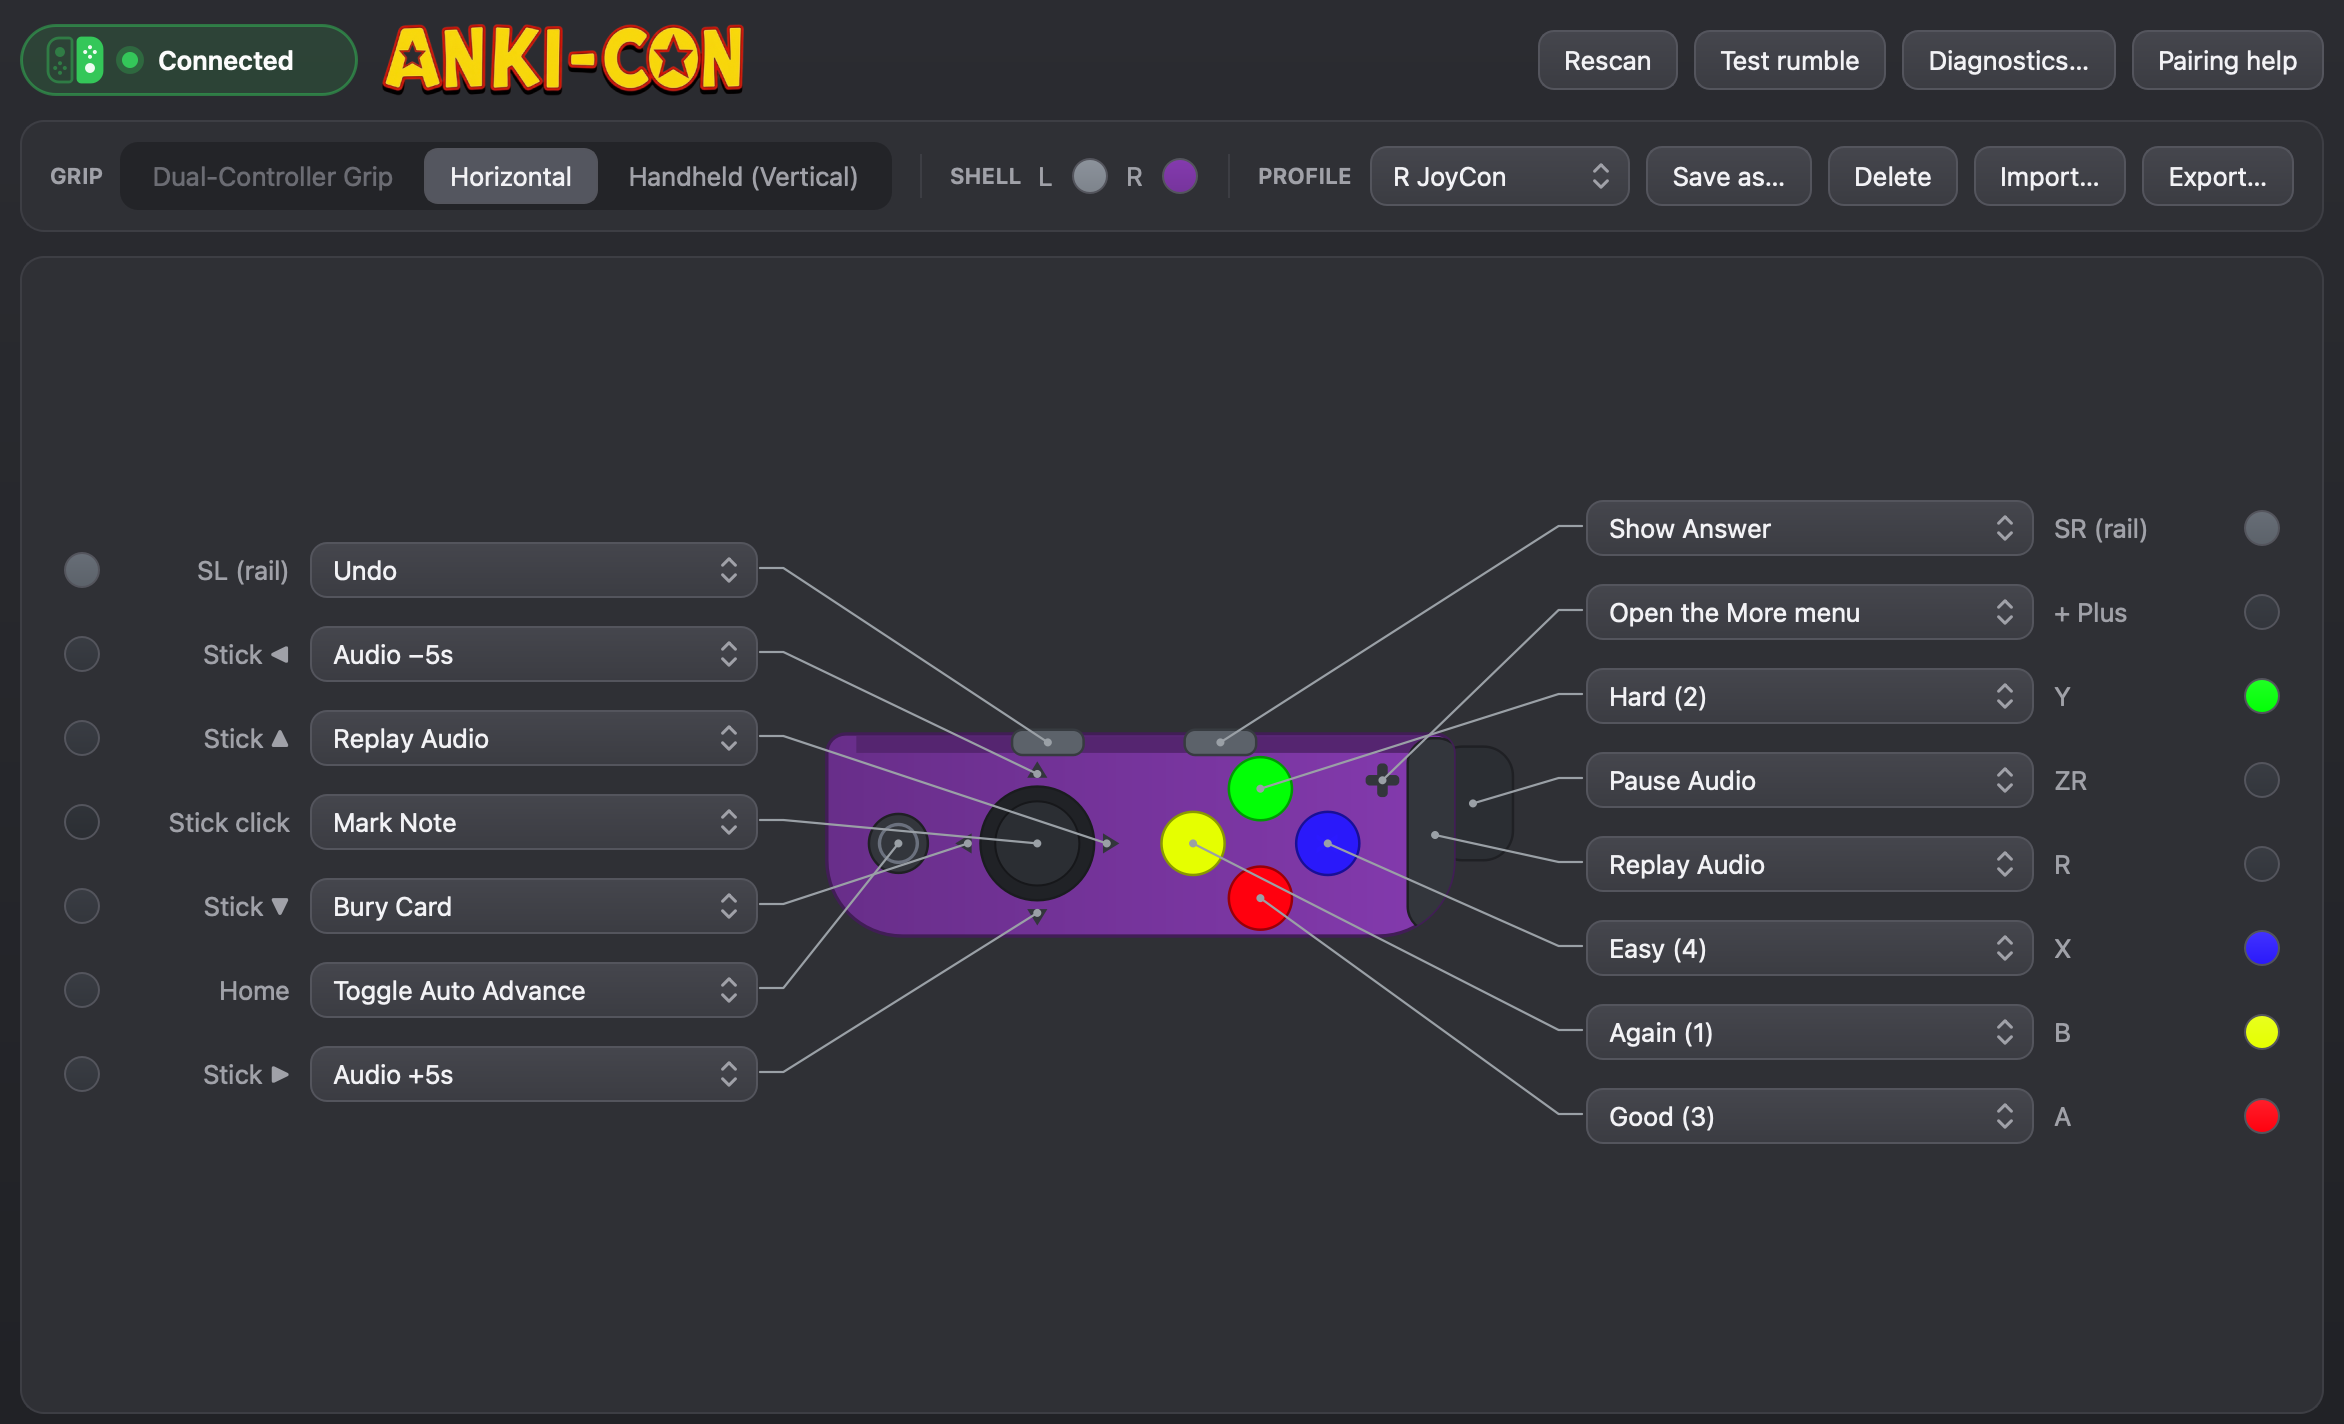 Connected
ANKI-CON
Rescan
Test rumble
Diagnostics...
Pairing help
GRIP
Dual-Controller Grip
Horizontal
Handheld (Vertical)
SHELL L R
PROFILE
R JoyCon
Save as...
Delete
Import...
Export...
SL (rail) Undo
Stick ◀ Audio −5s
Stick ▲ Replay Audio
Stick click Mark Note
Stick ▼ Bury Card
Home Toggle Auto Advance
Stick ▶ Audio +5s
Show Answer SR (rail)
Open the More menu + Plus
Hard (2) Y
Pause Audio ZR
Replay Audio R
Easy (4) X
Again (1) B
Good (3) A